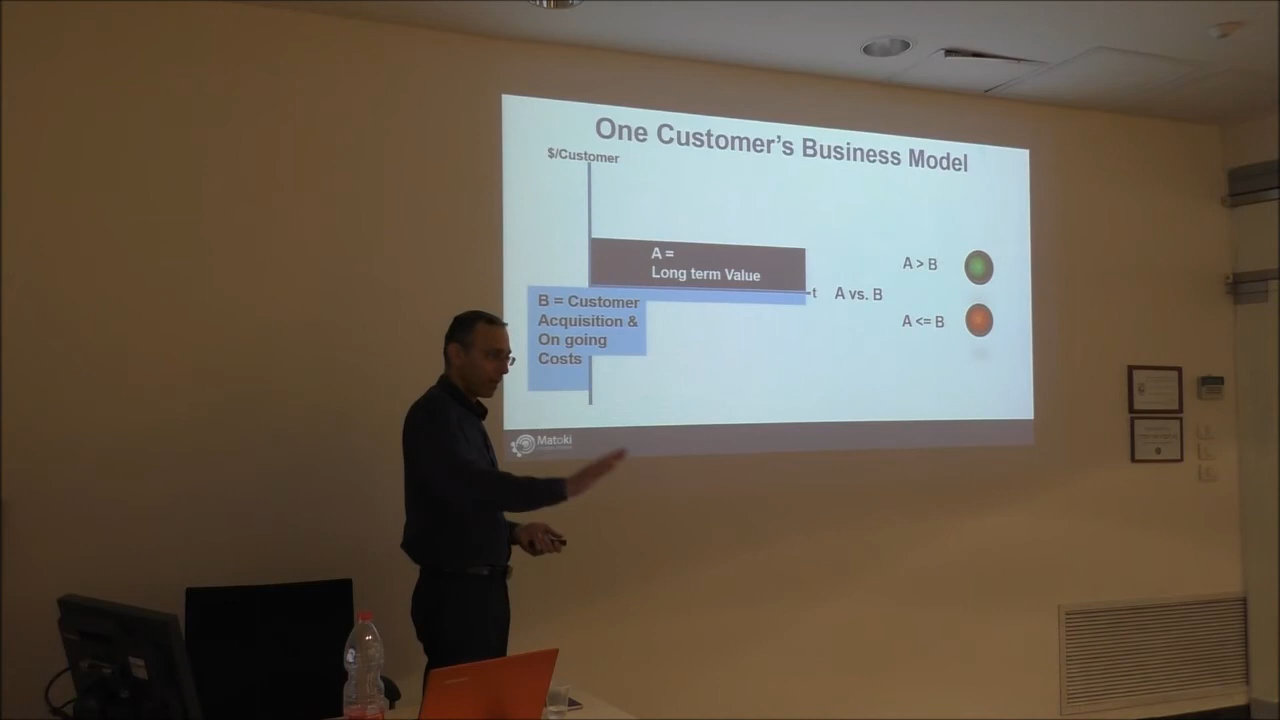 One Customer's Business Model
$/Customer
A =
Long term Value
t
A vs. B
A > B
A <= B
B = Customer
Acquisition &
On going
Costs
Matoki